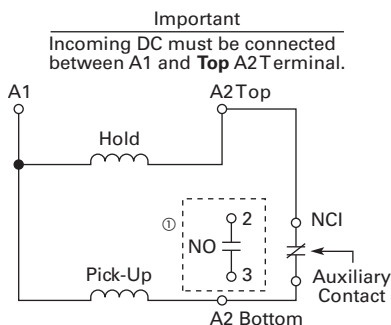 Important
Incoming DC must be connected
between A1 and Top A2 Terminal.
A1
A2 Top
Hold
①
2
NO
3
NCI
Pick-Up
Auxiliary
Contact
A2 Bottom